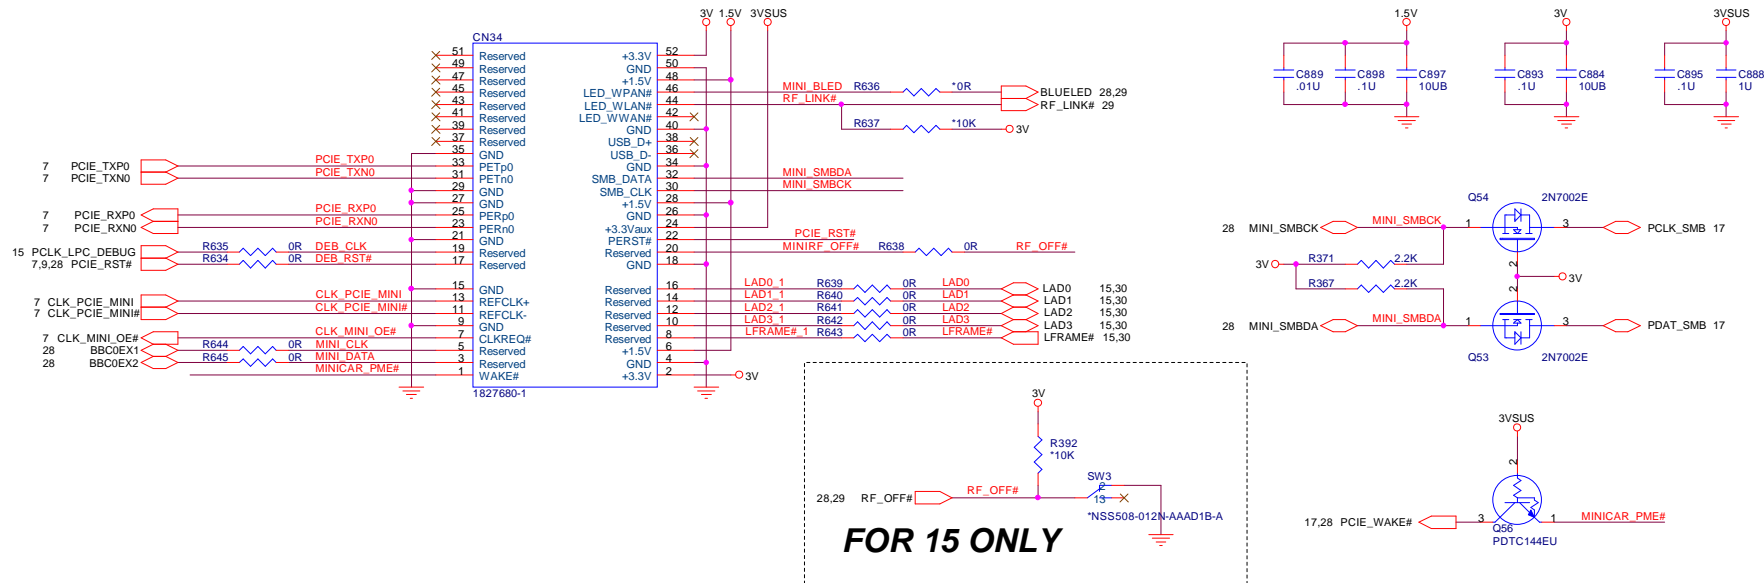 3V 1.5V 3VSUS
CN34
51 Reserved +3.3V 52
49 Reserved GND 50
47 Reserved +1.5V 48
45 Reserved LED_WPAN# 46 MINI_BLED R636 *0R BLUELED 28,29
43 Reserved LED_WLAN# 44 RF_LINK# RF_LINK# 29
41 Reserved LED_WWAN# 42
39 Reserved GND 40 R637 *10K 3V
37 Reserved USB_D+ 38
35 GND USB_D- 36
7 PCIE_TXP0 PCIE_TXP0 33 PETp0 GND 34
7 PCIE_TXN0 PCIE_TXN0 31 PETn0 SMB_DATA 32 MINI_SMBDA
29 GND SMB_CLK 30 MINI_SMBCK
27 GND +1.5V 28
7 PCIE_RXP0 PCIE_RXP0 25 PERp0 GND 26
7 PCIE_RXN0 PCIE_RXN0 23 PERn0 +3.3Vaux 24
21 GND PERST# 22 PCIE_RST#
15 PCLK_LPC_DEBUG R635 0R DEB_CLK 19 Reserved Reserved 20 MINIRF_OFF# R638 0R RF_OFF#
7,9,28 PCIE_RST# R634 0R DEB_RST# 17 Reserved GND 18
15 GND Reserved 16 LAD0_1 R639 0R LAD0 LAD0 15,30
7 CLK_PCIE_MINI CLK_PCIE_MINI 13 REFCLK+ Reserved 14 LAD1_1 R640 0R LAD1 LAD1 15,30
7 CLK_PCIE_MINI# CLK_PCIE_MINI# 11 REFCLK- Reserved 12 LAD2_1 R641 0R LAD2 LAD2 15,30
9 GND Reserved 10 LAD3_1 R642 0R LAD3 LAD3 15,30
7 CLK_MINI_OE# CLK_MINI_OE# 7 CLKREQ# Reserved 8 LFRAME#_1 R643 0R LFRAME# LFRAME# 15,30
28 BBC0EX1 R644 0R MINI_CLK 5 Reserved +1.5V 6
28 BBC0EX2 R645 0R MINI_DATA 3 Reserved GND 4
MINICAR_PME# 1 WAKE# +3.3V 2 3V
1827680-1
3V
R392
*10K
SW3
28,29 RF_OFF# RF_OFF# 2
13
*NSS508-012N-AAAD1B-A
FOR 15 ONLY
1.5V 3V 3VSUS
C889 C898 C897 C893 C884 C895 C888
.01U .1U 10UB .1U 10UB .1U 1U
Q54 2N7002E
28 MINI_SMBCK MINI_SMBCK 1 3 PCLK_SMB 17
2
3V R371 2.2K
3V
R367 2.2K
2
28 MINI_SMBDA MINI_SMBDA 1 3 PDAT_SMB 17
Q53 2N7002E
3VSUS
2
17,28 PCIE_WAKE# 3 1 MINICAR_PME#
Q56
PDTC144EU